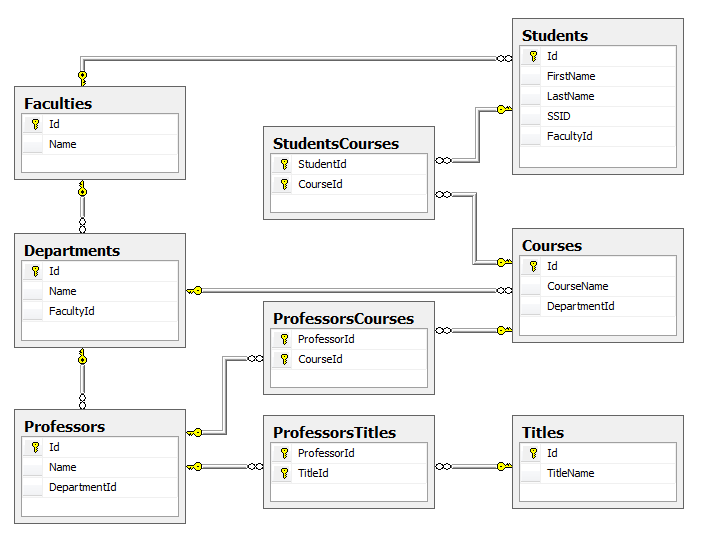 Students
Id
FirstName
LastName
SSID
FacultyId
Faculties
Id
Name
StudentsCourses
StudentId
CourseId
Departments
Id
Name
FacultyId
Courses
Id
CourseName
DepartmentId
ProfessorsCourses
ProfessorId
CourseId
Professors
Id
Name
DepartmentId
ProfessorsTitles
ProfessorId
TitleId
Titles
Id
TitleName